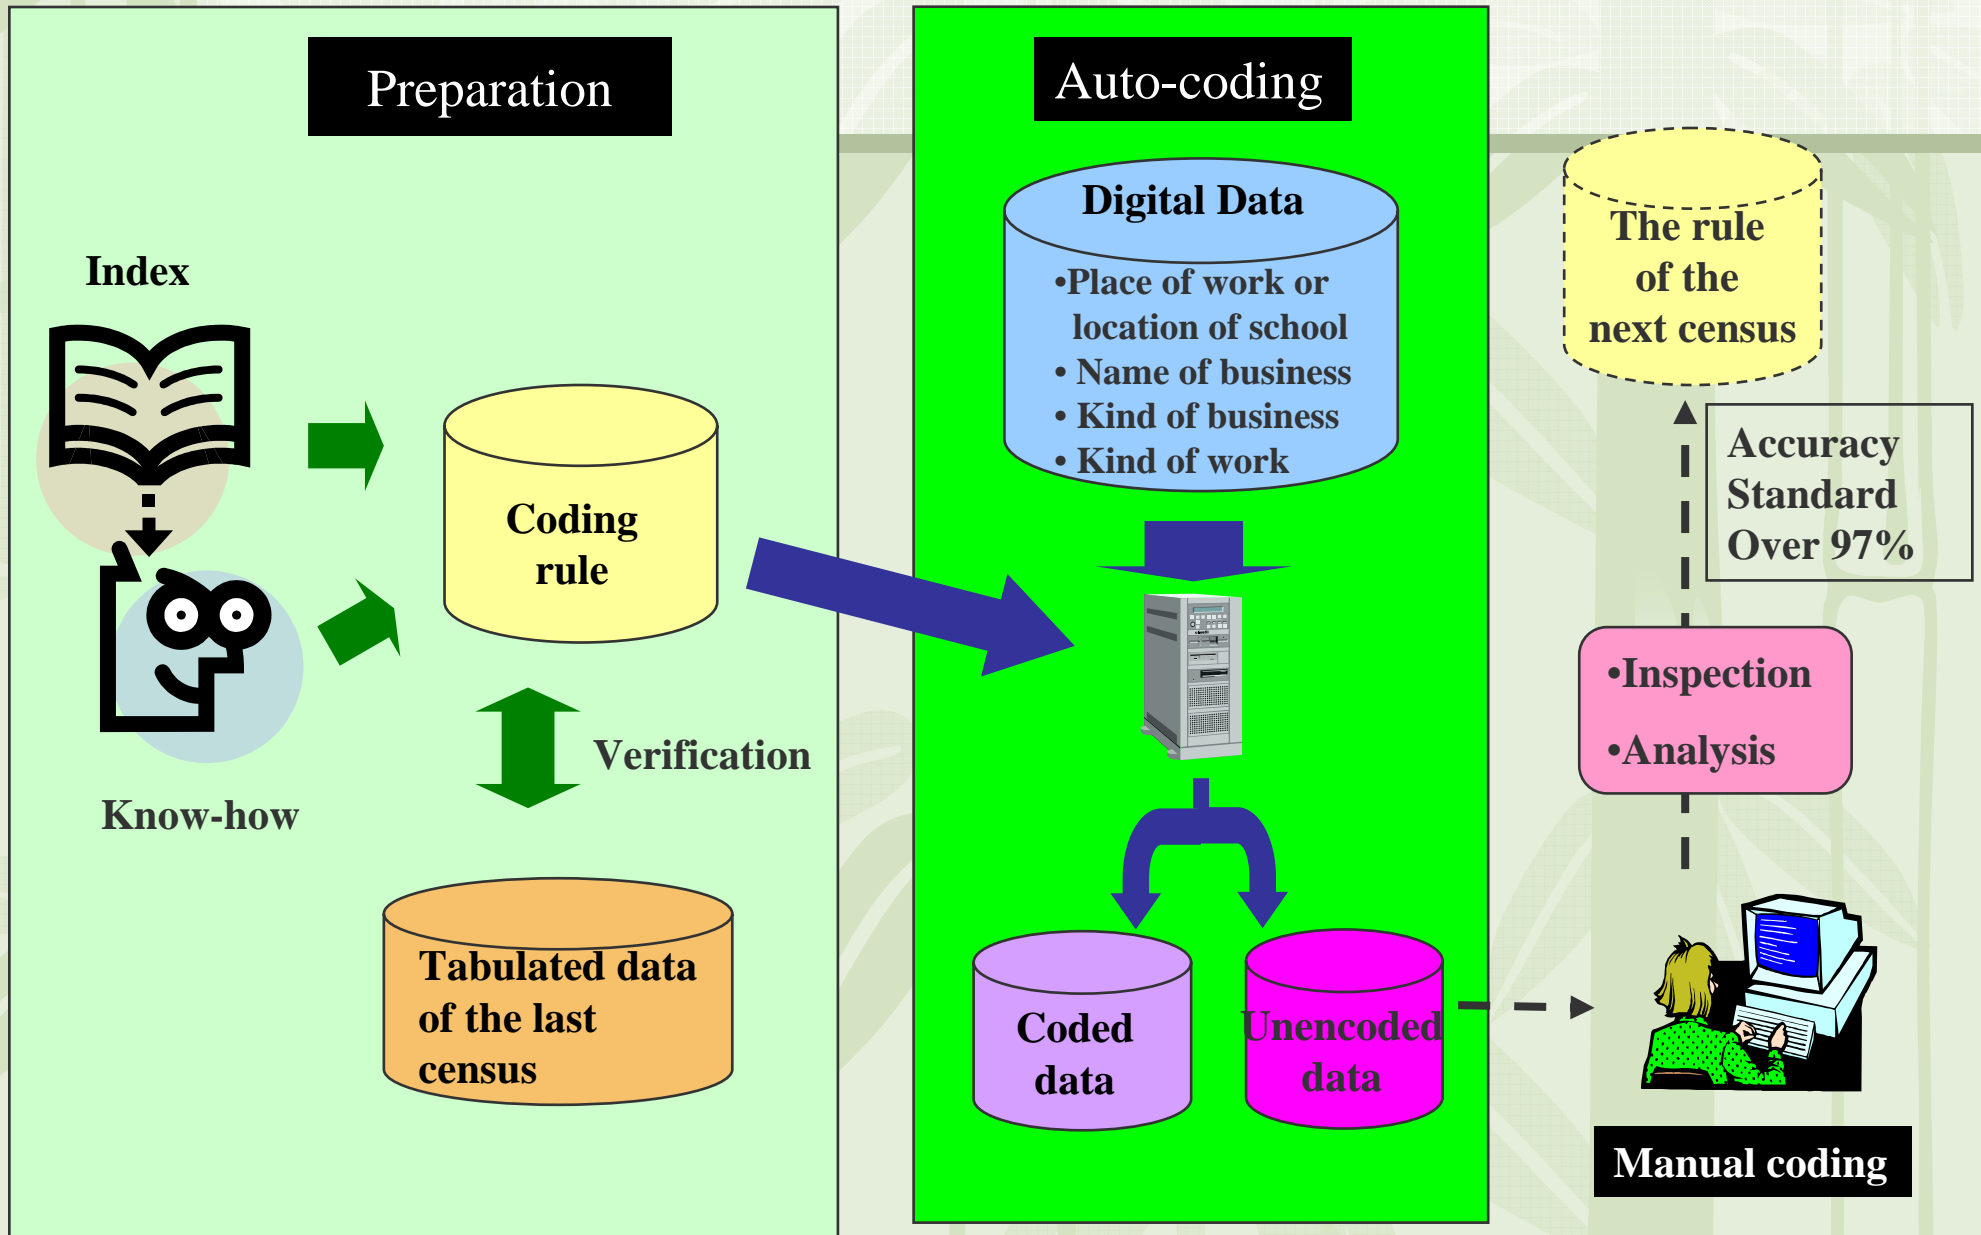 Preparation
Index
Know-how
Coding
rule
Verification
Tabulated data
of the last
census
Auto-coding
Digital Data
•Place of work or
location of school
• Name of business
• Kind of business
• Kind of work
Coded
data
Unencoded
data
The rule
of the
next census
Accuracy
Standard
Over 97%
•Inspection
•Analysis
Manual coding